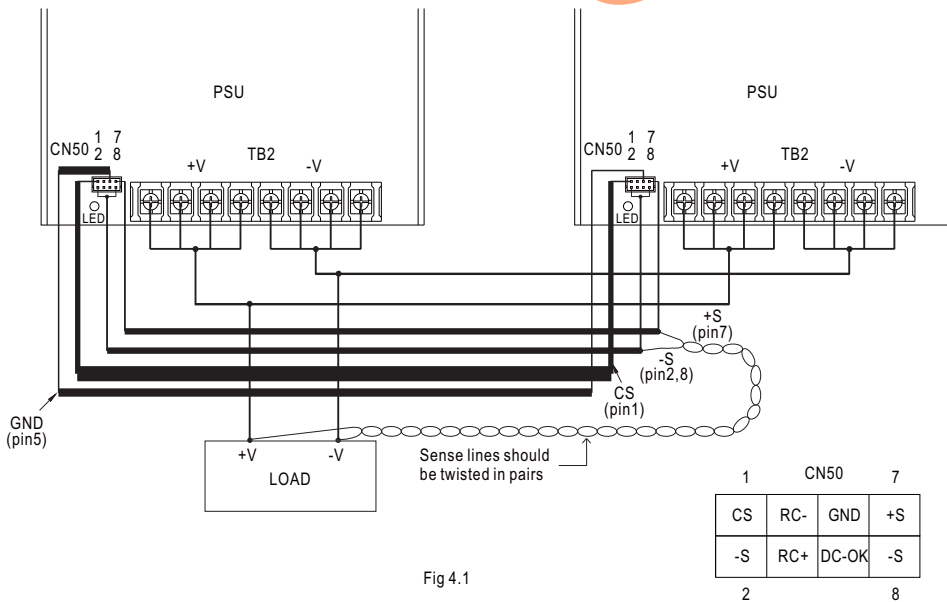 PSU
PSU
CN50
1 7
2 8
+V
TB2
-V
LED
CN50
1 7
2 8
+V
TB2
-V
LED
+S
(pin7)
-S
(pin2,8)
CS
(pin1)
GND
(pin5)
+V
-V
LOAD
Sense lines should
be twisted in pairs
1 CN50 7
CS RC- GND +S
-S RC+ DC-OK -S
2 8
Fig 4.1